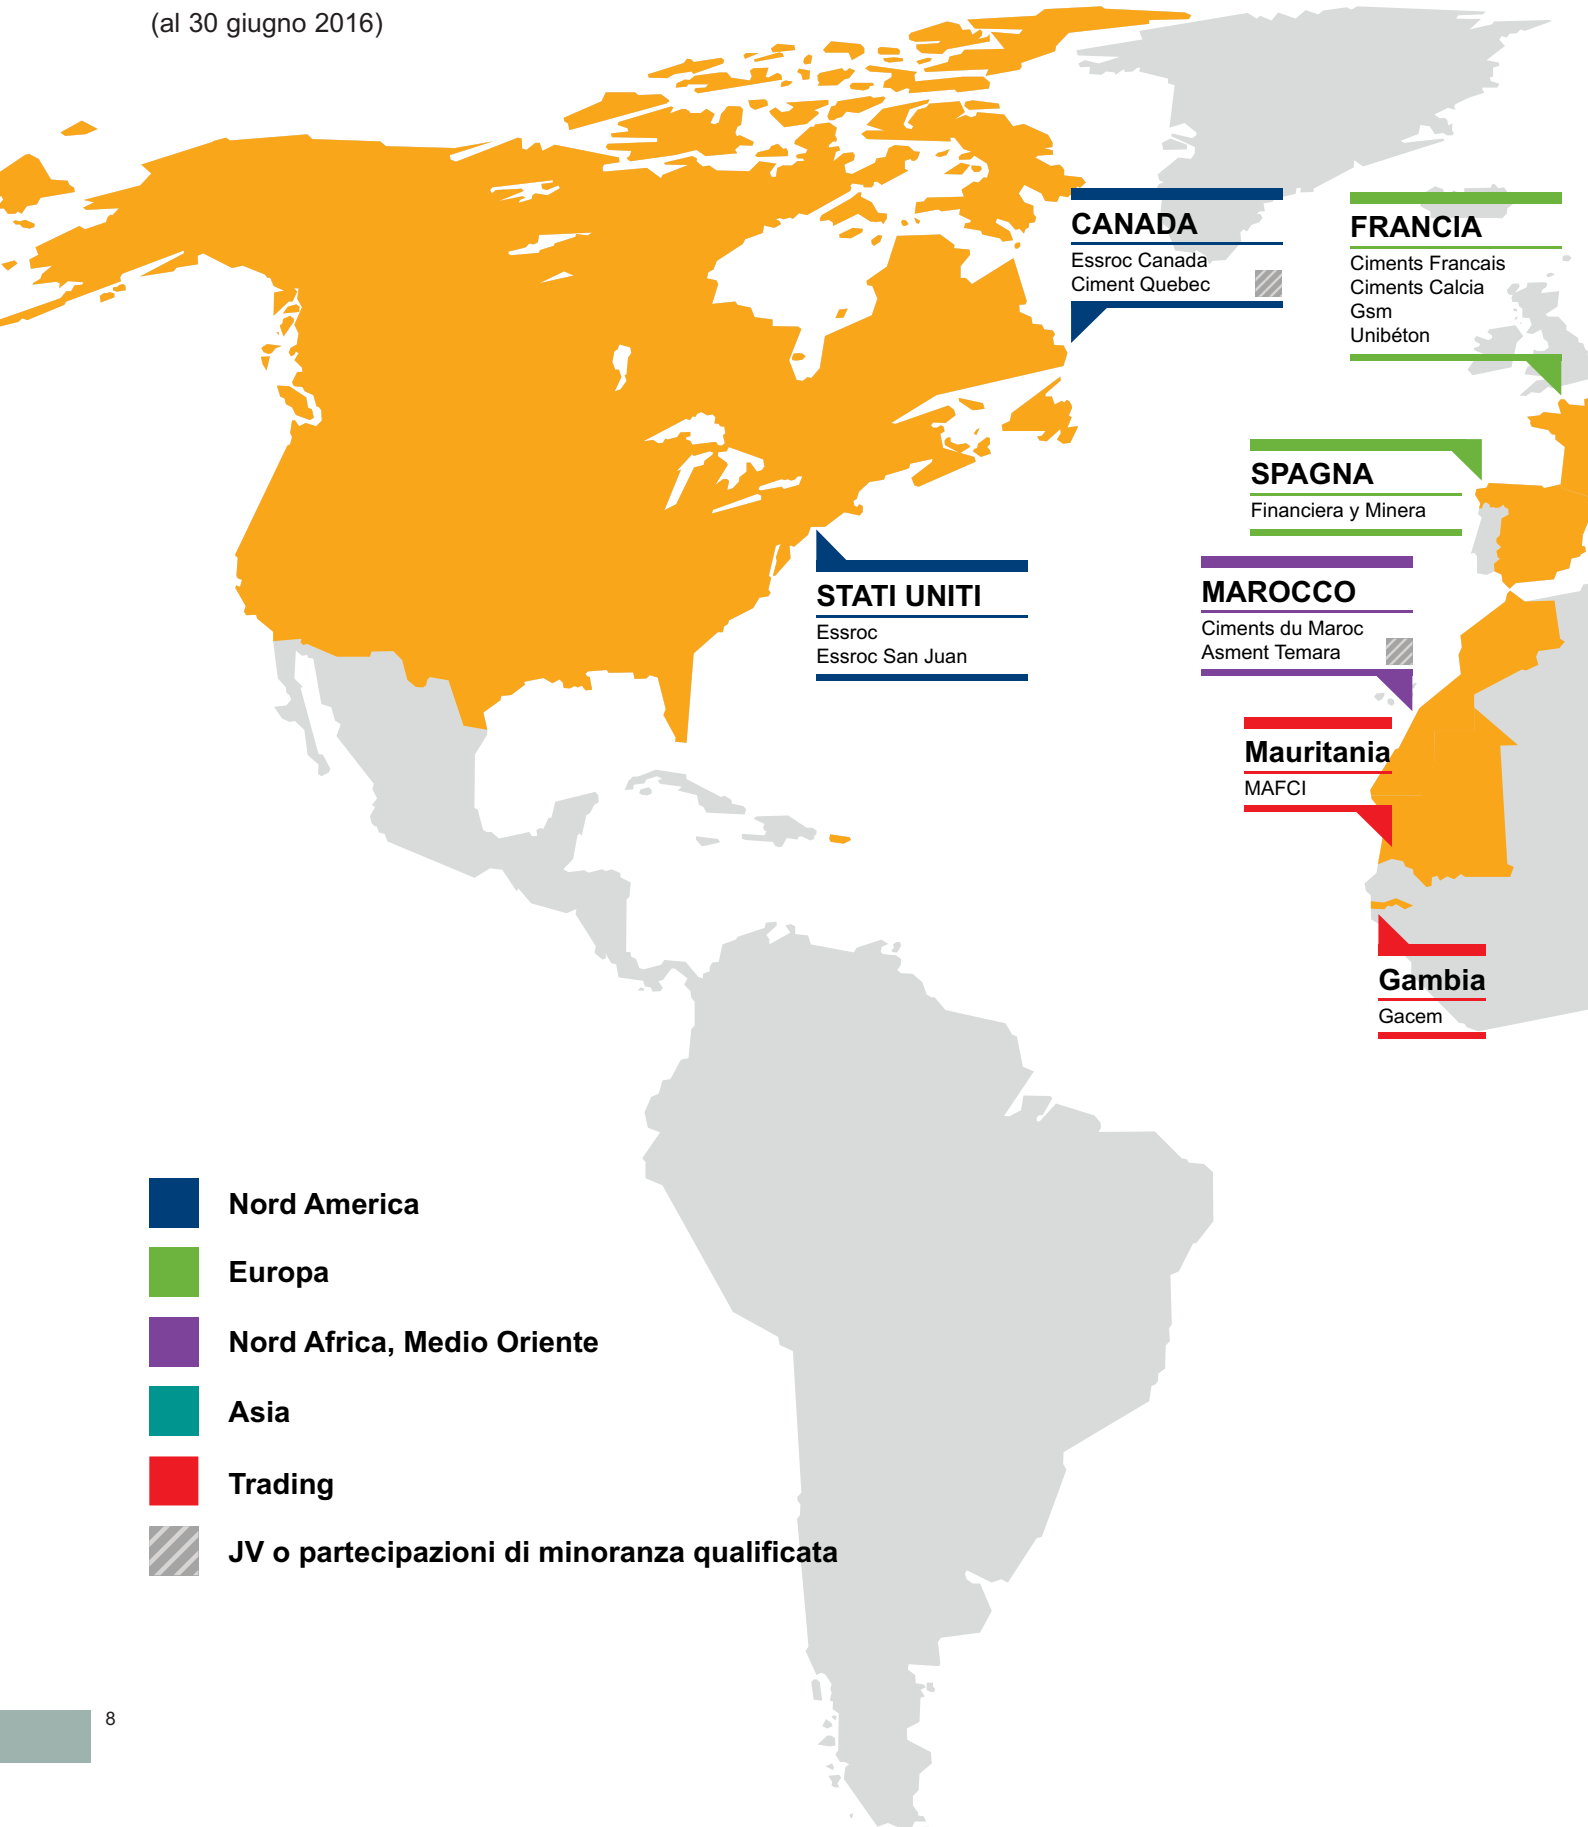 (al 30 giugno 2016)
CANADA
Essroc Canada
Ciment Quebec
FRANCIA
Ciments Francais
Ciments Calcia
Gsm
Unibéton
SPAGNA
Financiera y Minera
STATI UNITI
Essroc
Essroc San Juan
MAROCCO
Ciments du Maroc
Asment Temara
Mauritania
MAFCI
Gambia
Gacem
Nord America
Europa
Nord Africa, Medio Oriente
Asia
Trading
JV o partecipazioni di minoranza qualificata
8